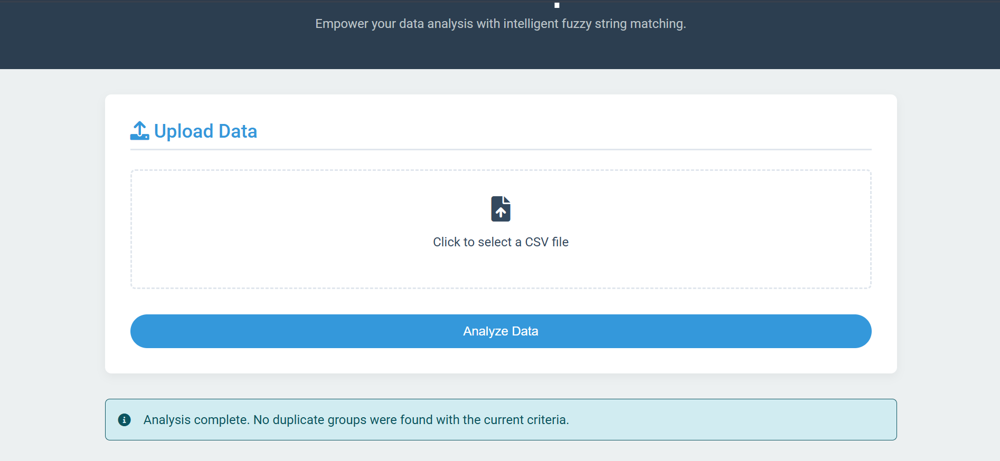 Empower your data analysis with intelligent fuzzy string matching.
Upload Data
Click to select a CSV file
Analyze Data
Analysis complete. No duplicate groups were found with the current criteria.